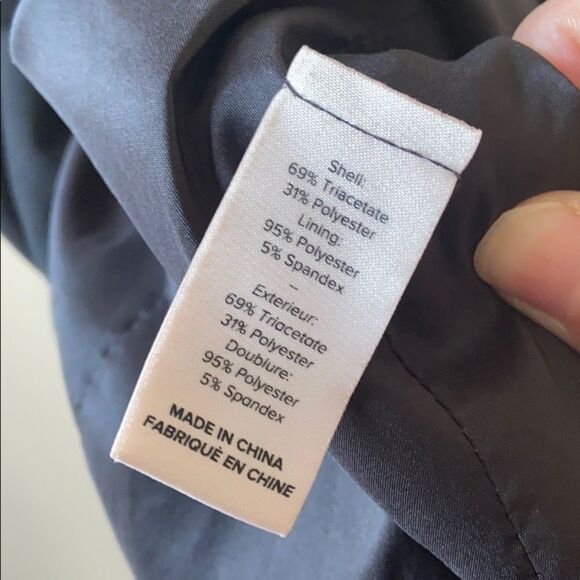 Shell:
69% Triacetate
31% Polyester
Lining:
95% Polyester
5% Spandex
--
Exterieur:
69% Triacetate
31% Polyester
Doublure:
95% Polyester
5% Spandex
MADE IN CHINA
FABRIQUÈ EN CHINE